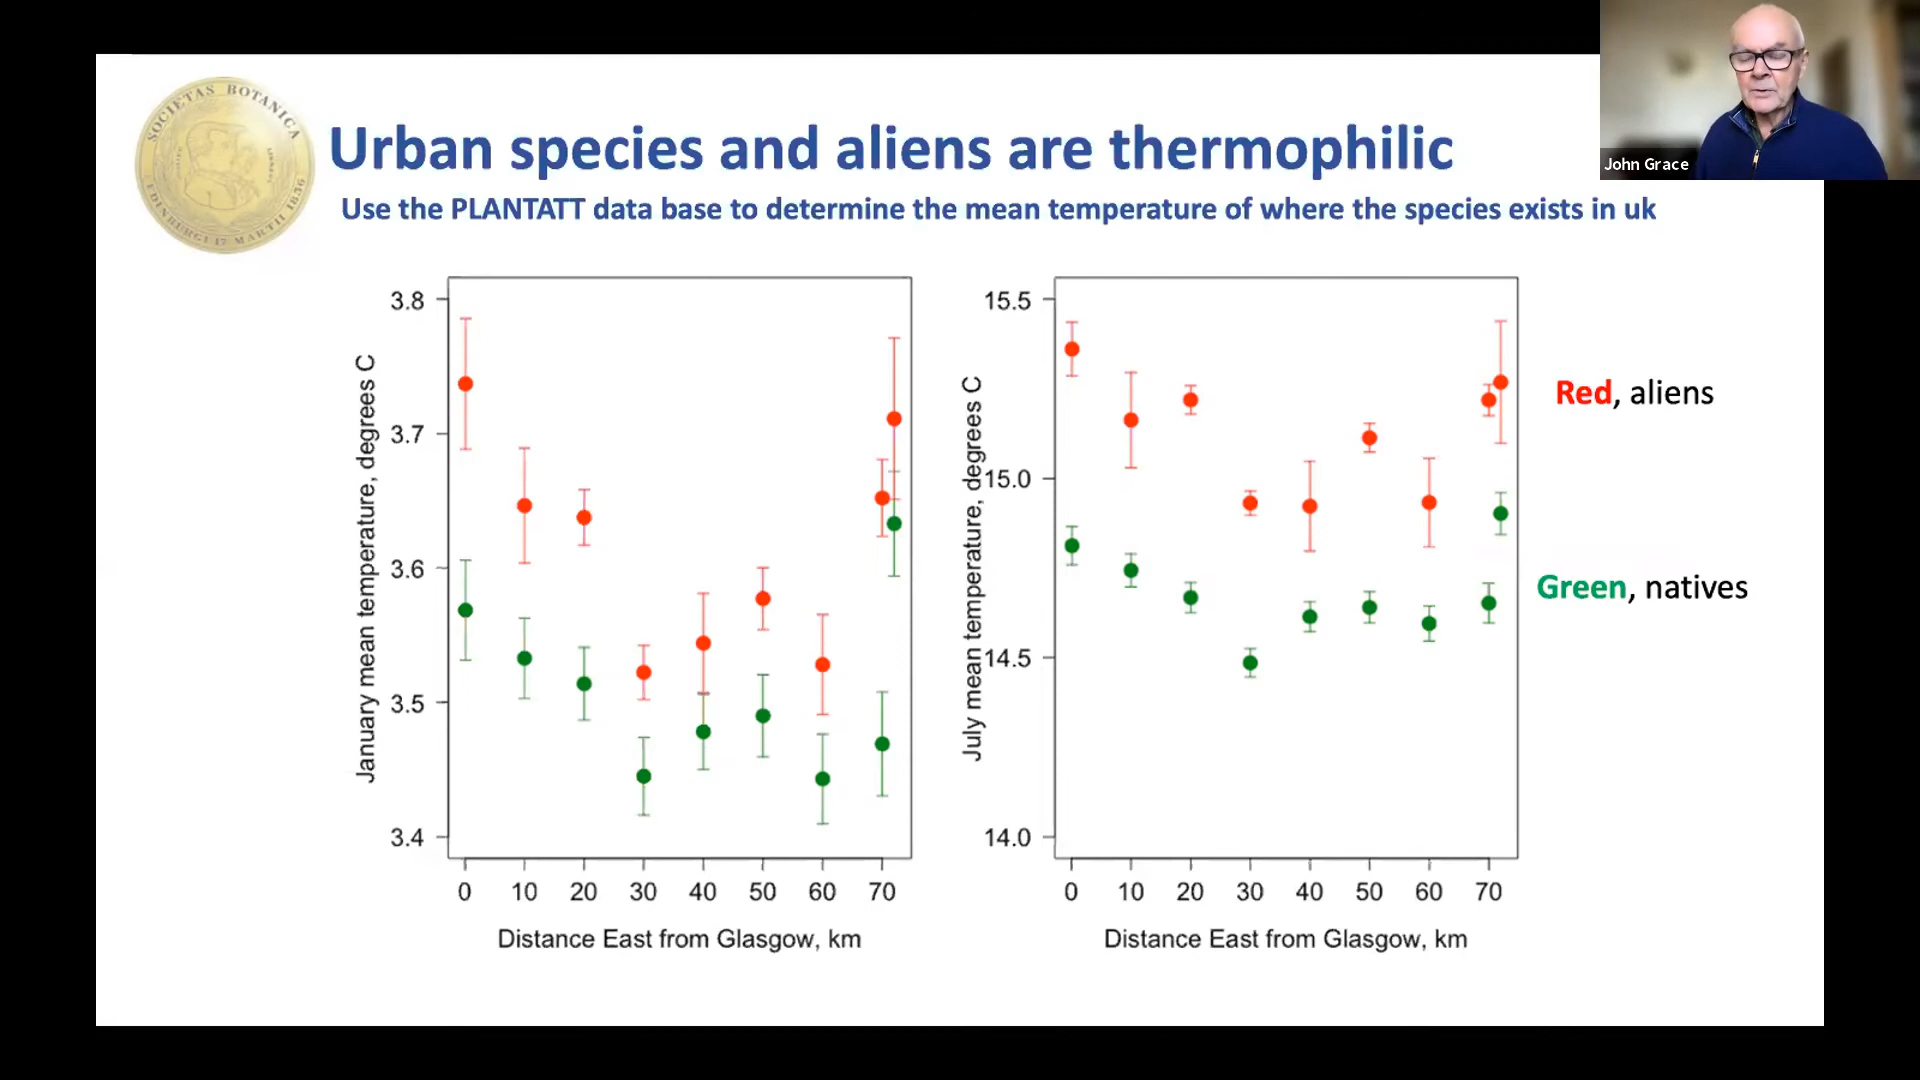 John Grace
SOCIETAS BOTANICA
EDINBURGI 17 MARTII 1836
Urban species and aliens are thermophilic
Use the PLANTATT data base to determine the mean temperature of where the species exists in uk
January mean temperature, degrees C
3.8
3.7
3.6
3.5
3.4
0 10 20 30 40 50 60 70
Distance East from Glasgow, km
July mean temperature, degrees C
15.5
15.0
14.5
14.0
0 10 20 30 40 50 60 70
Distance East from Glasgow, km
Red, aliens
Green, natives